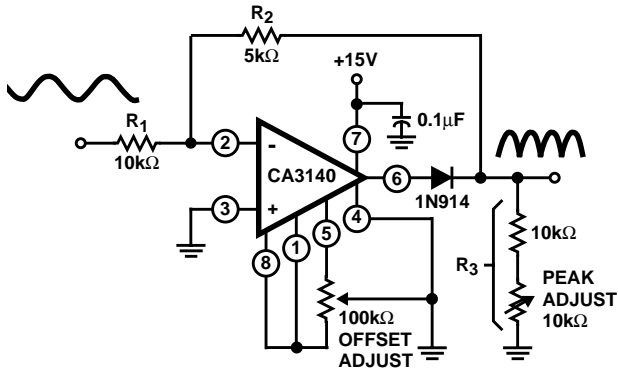 R2
5kΩ
+15V
0.1μF
R1
10kΩ
2
-
7
CA3140
6
1N914
3
+
4
5
1
8
10kΩ
R3
PEAK
ADJUST
10kΩ
100kΩ
OFFSET
ADJUST